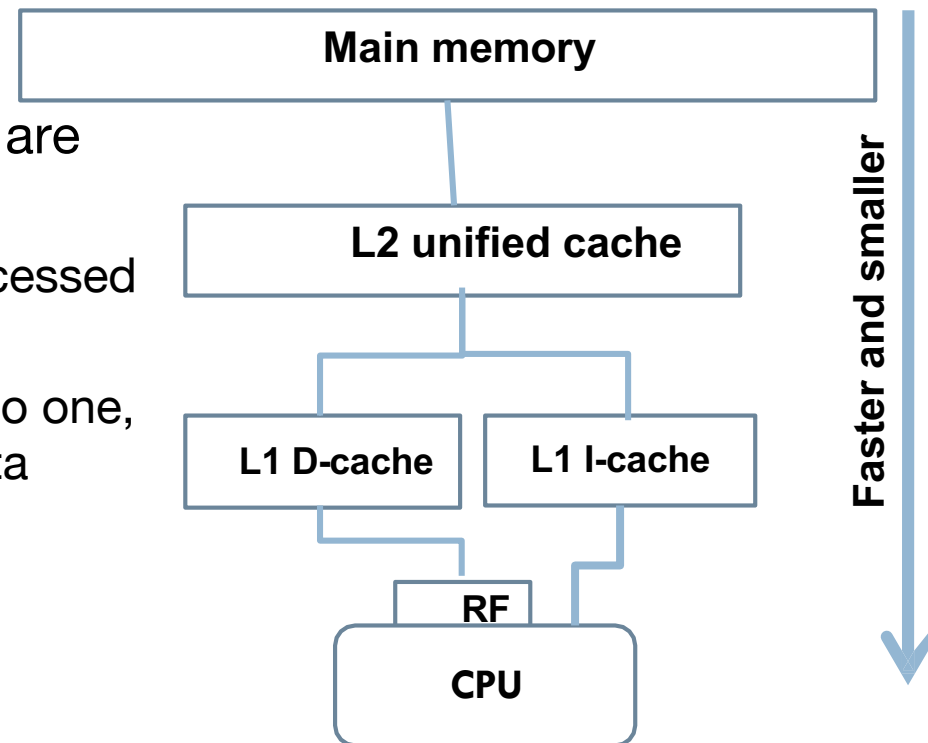 Main memory
are
L2 unified cache
cessed
o one,
ta
L1 D-cache
L1 I-cache
RF
CPU
Faster and smaller